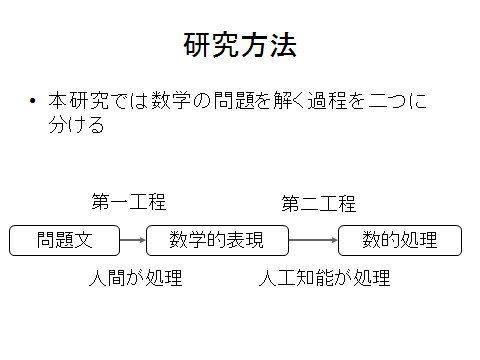 研究方法
• 本研究では数学の問題を解く過程を二つに
分ける
第一工程
第二工程
問題文
数学的表現
数的処理
人間が処理
人工知能が処理